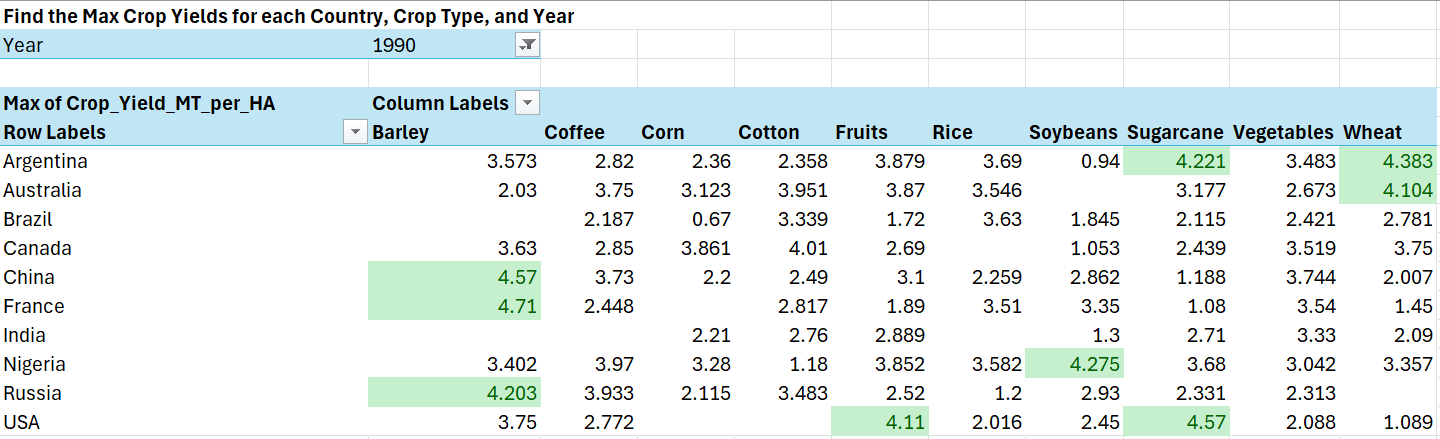 Find the Max Crop Yields for each Country, Crop Type, and Year
Year 1990
Max of Crop_Yield_MT_per_HA Column Labels
Row Labels Barley Coffee Corn Cotton Fruits Rice Soybeans Sugarcane Vegetables Wheat
Argentina 3.573 2.82 2.36 2.358 3.879 3.69 0.94 4.221 3.483 4.383
Australia 2.03 3.75 3.123 3.951 3.87 3.546 3.177 2.673 4.104
Brazil 2.187 0.67 3.339 1.72 3.63 1.845 2.115 2.421 2.781
Canada 3.63 2.85 3.861 4.01 2.69 1.053 2.439 3.519 3.75
China 4.57 3.73 2.2 2.49 3.1 2.259 2.862 1.188 3.744 2.007
France 4.71 2.448 2.817 1.89 3.51 3.35 1.08 3.54 1.45
India 2.21 2.76 2.889 1.3 2.71 3.33 2.09
Nigeria 3.402 3.97 3.28 1.18 3.852 3.582 4.275 3.68 3.042 3.357
Russia 4.203 3.933 2.115 3.483 2.52 1.2 2.93 2.331 2.313
USA 3.75 2.772 4.11 2.016 2.45 4.57 2.088 1.089